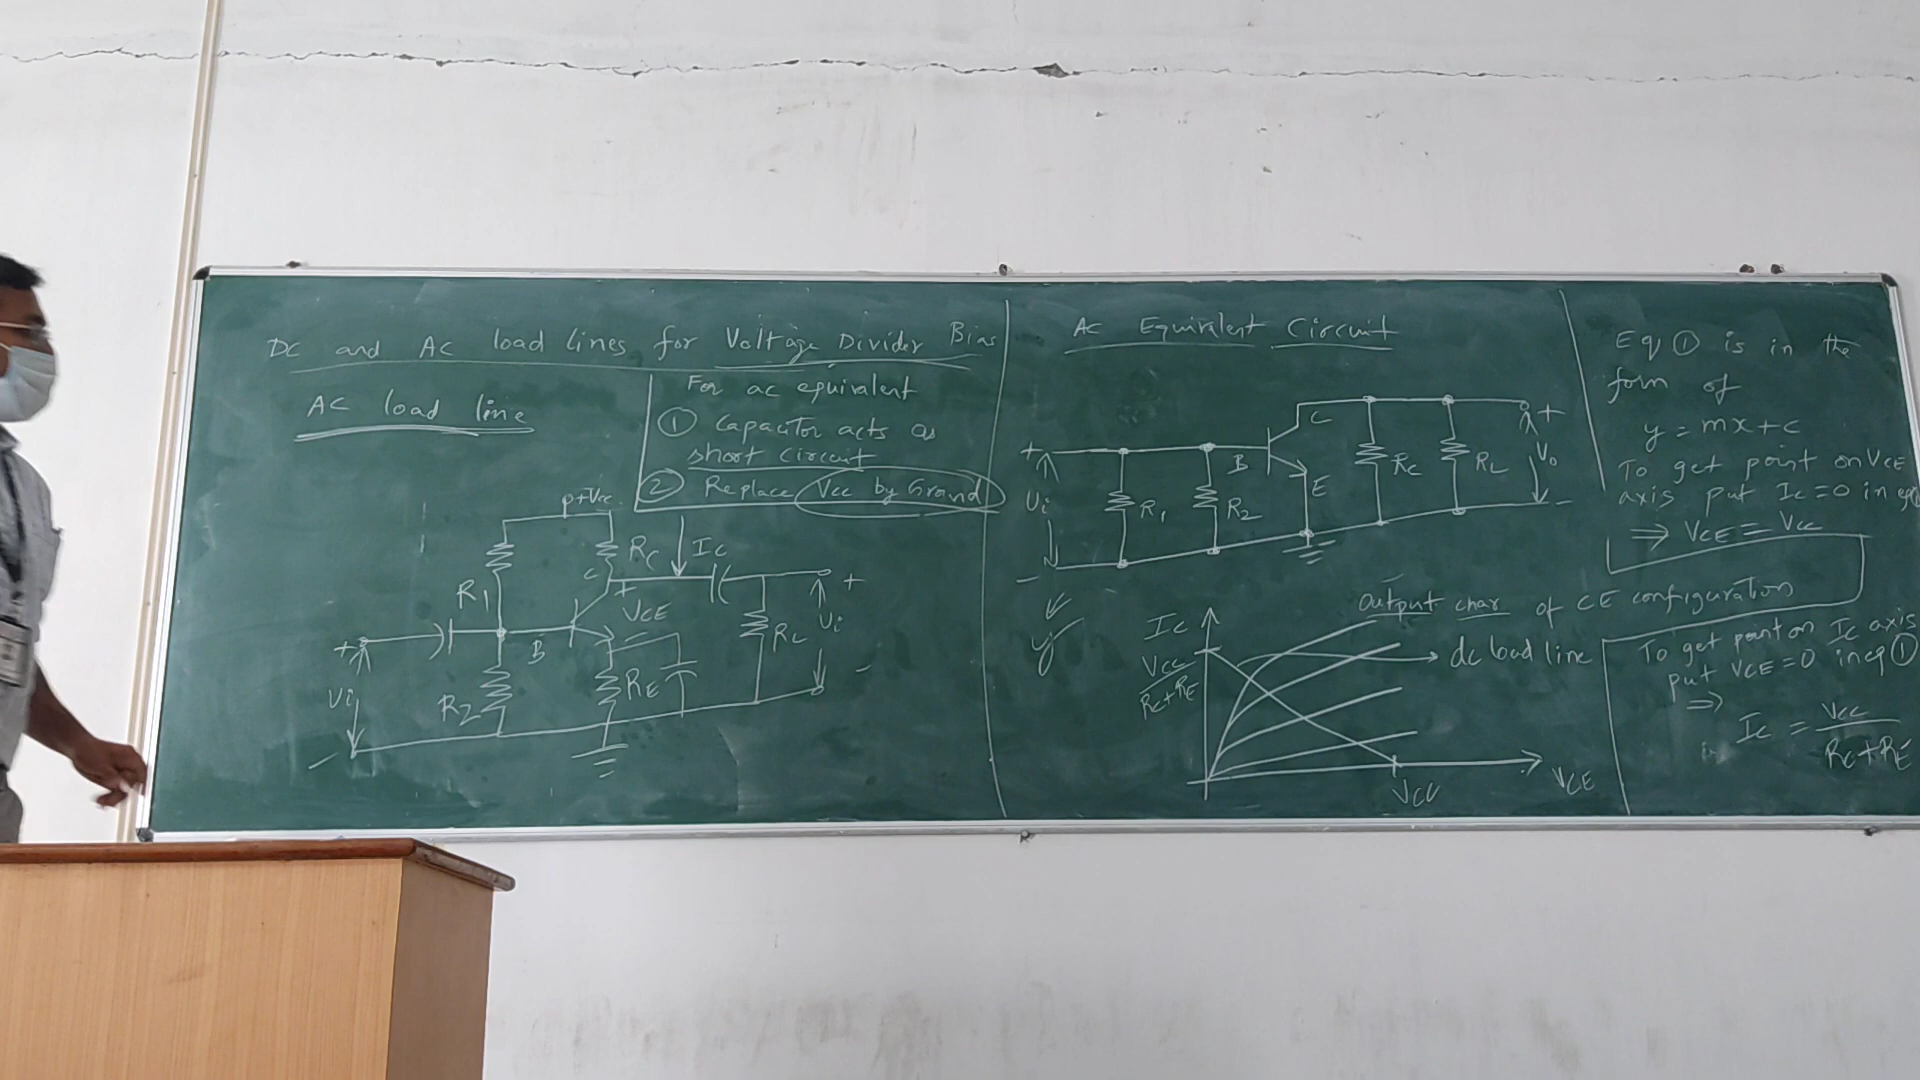 DC and AC load lines for Voltage Divider Bias
AC load line
For ac equivalent
① Capacitor acts as
short circuit
② Replace Vcc by Ground
+Vcc
RC IC
R1
C
+
VCE
+
RL
Vi
-
+
B
Vi
R2
RE
-
AC Equivalent Circuit
C
+
+
B
RC
RL
Vo
E
Vi
R1
R2
-
-
Output char of CE configuration
IC
VCC
RC+RE
dc load line
VCC
VCE
Eq ① is in the
form of
y = mx + c
To get point on VCE
axis put IC = 0 in eq
⇒ VCE = VCC
To get point on IC axis
put VCE = 0 in eq ①
⇒
IC = VCC
RC+RE